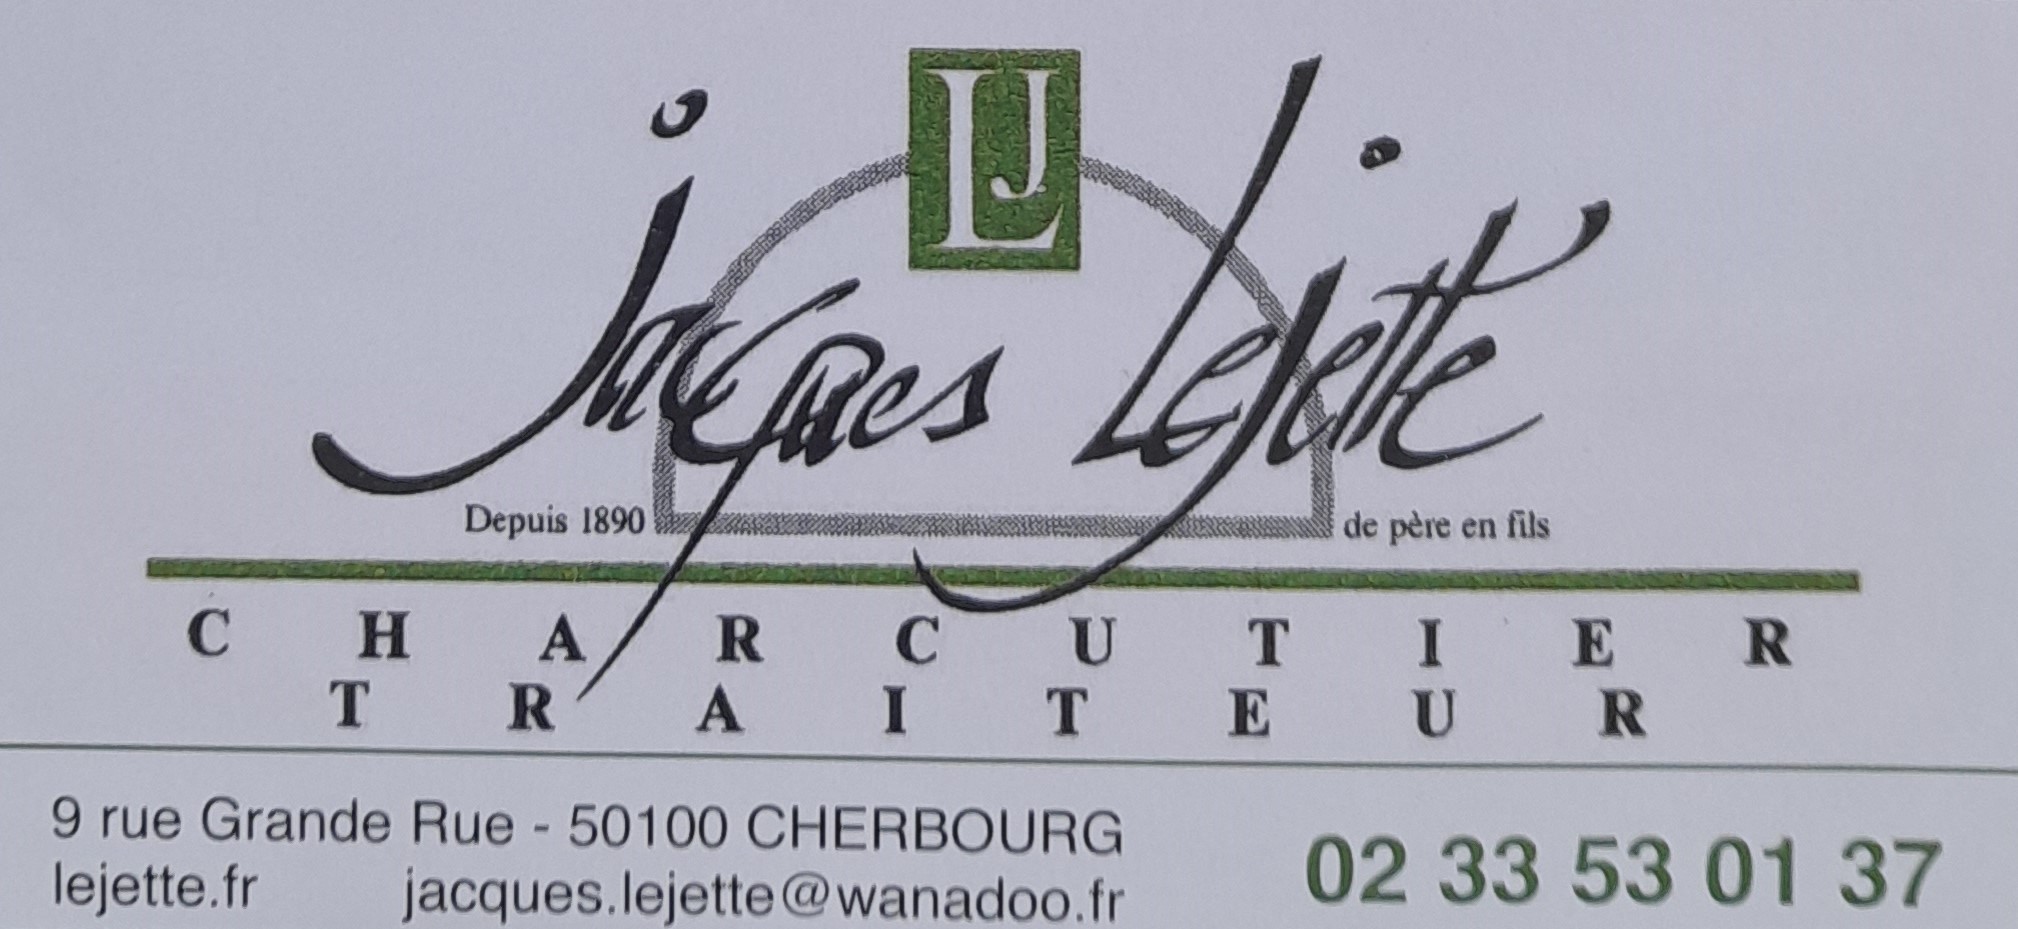 LJ
Jacques Lejette
Depuis 1890 de père en fils
CHARCUTIER
TRAITEUR
9 rue Grande Rue - 50100 CHERBOURG
lejette.fr jacques.lejette@wanadoo.fr
02 33 53 01 37